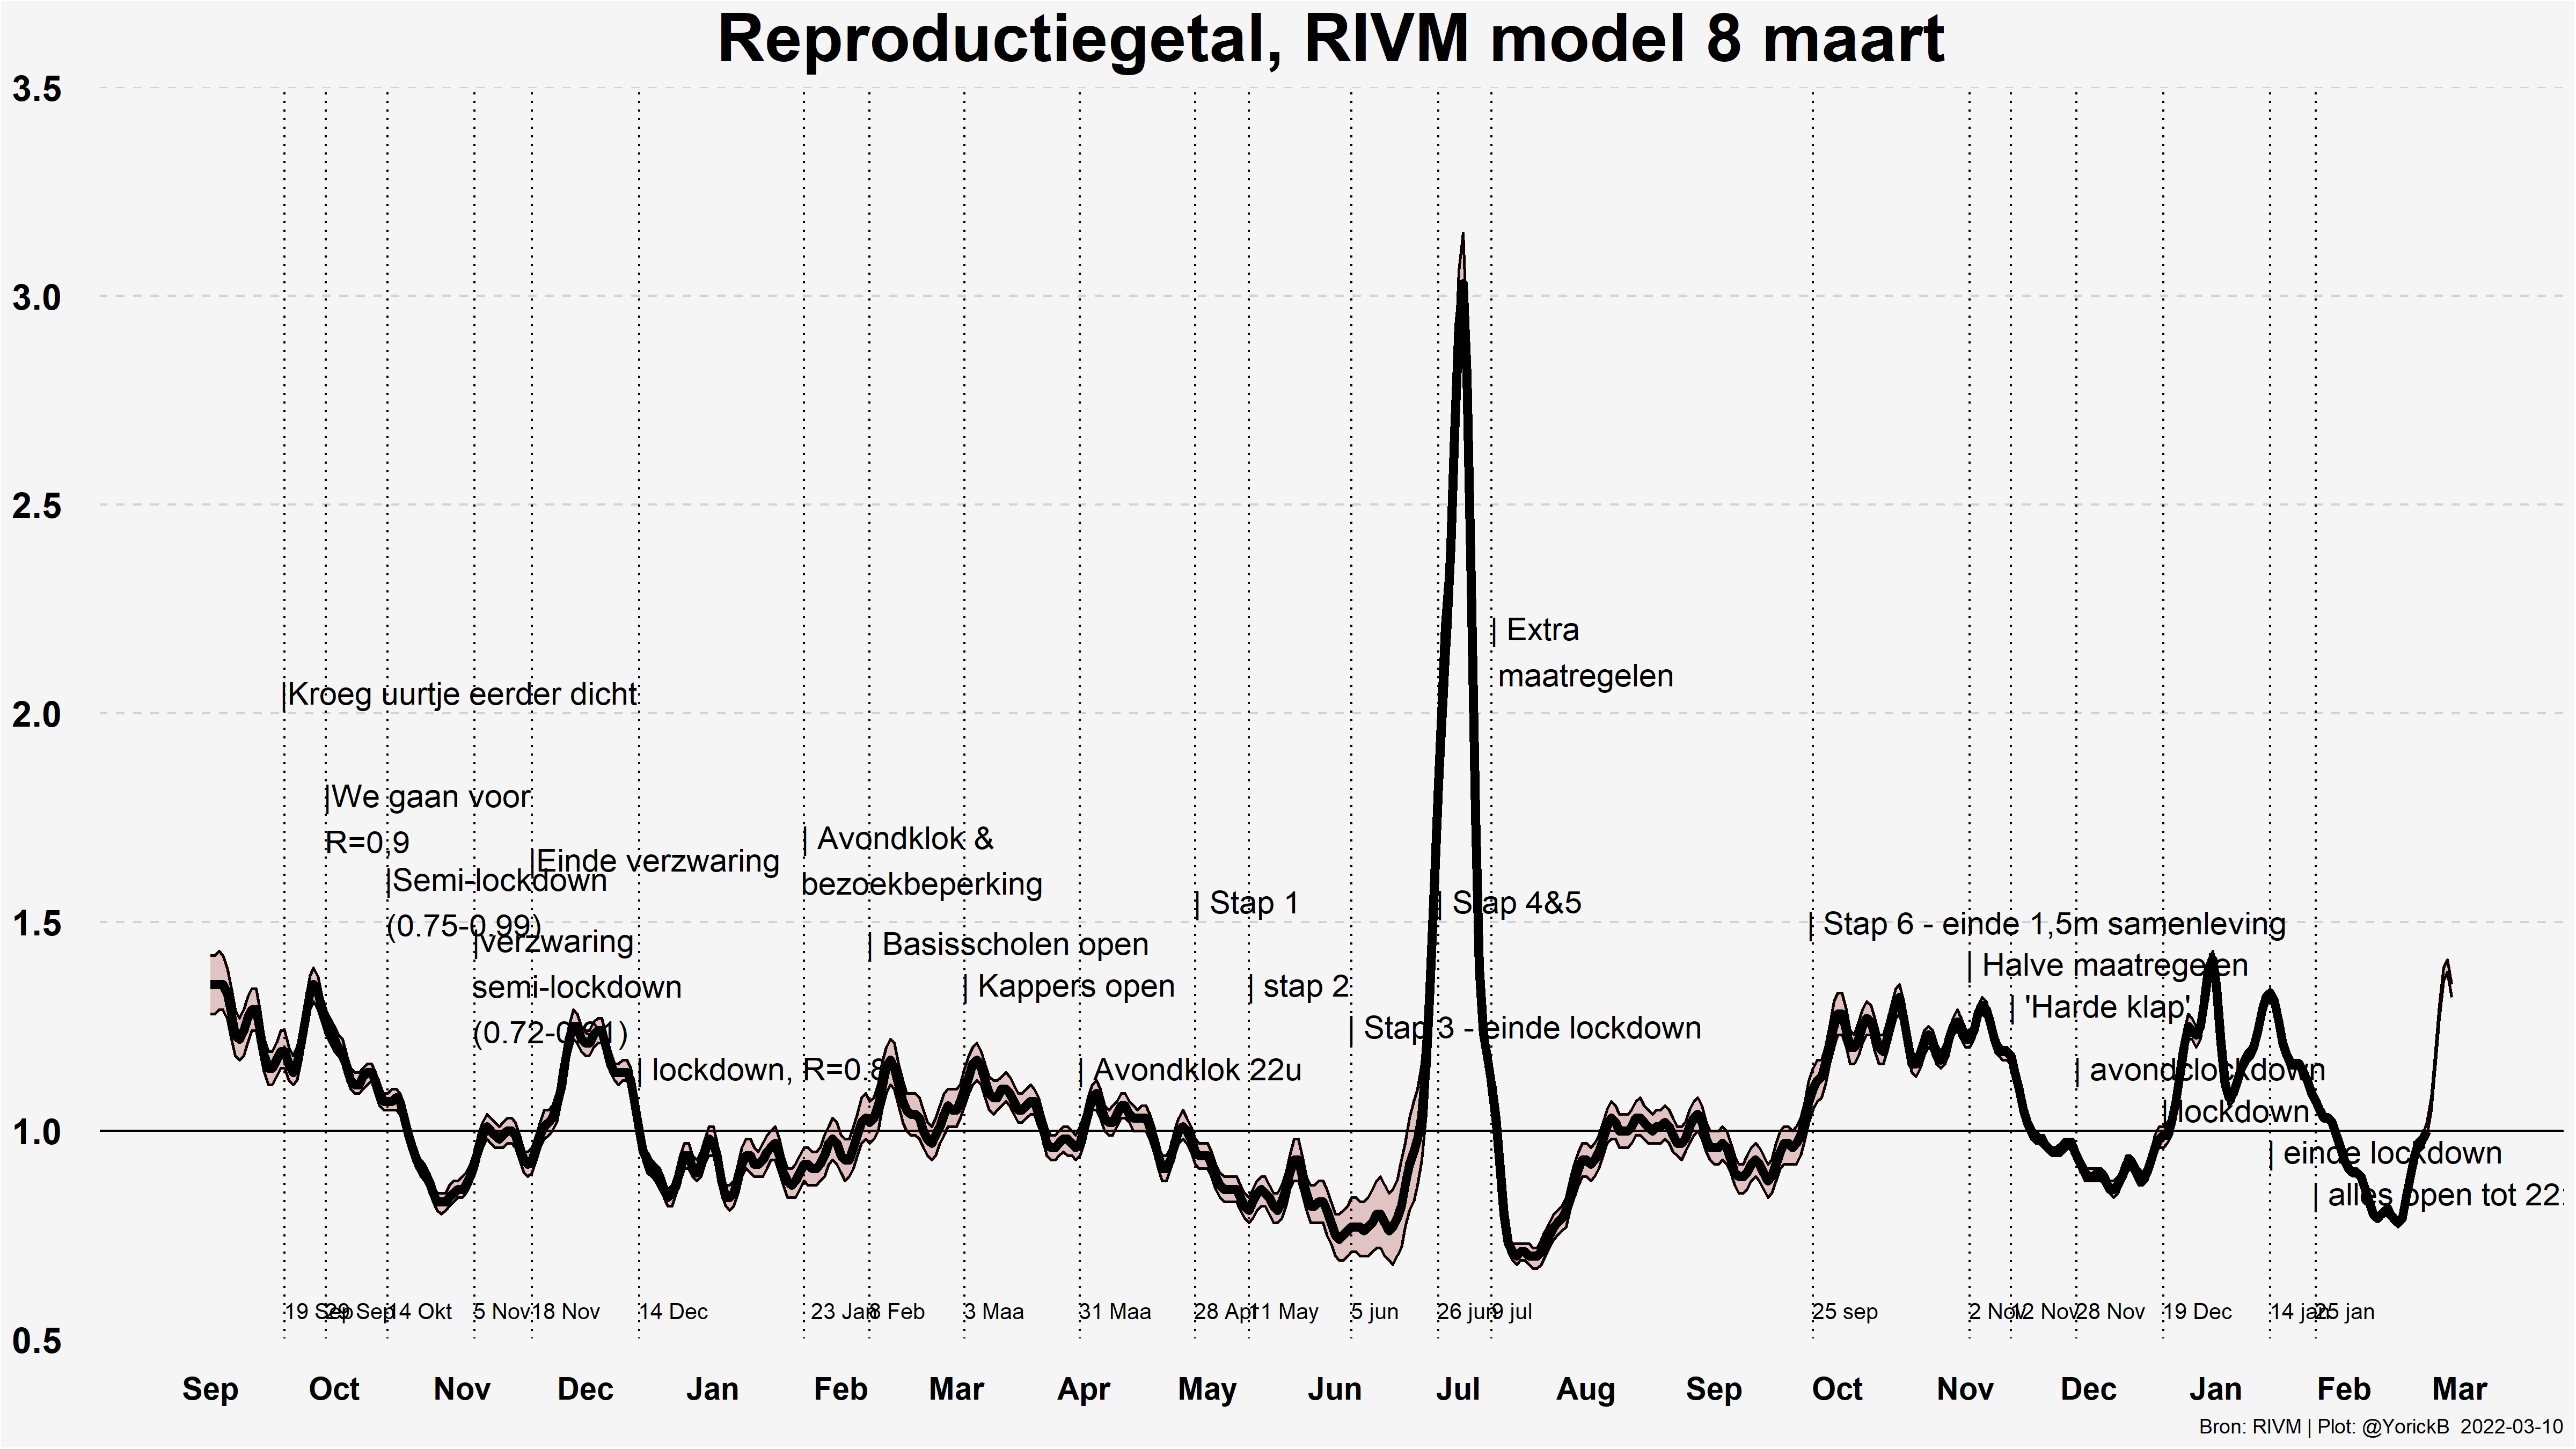 Reproductiegetal, RIVM model 8 maart
3.5
3.0
2.5
2.0
1.5
1.0
0.5
| Extra
maatregelen
|Kroeg uurtje eerder dicht
|We gaan voor
R=0,9
|Semi-lockdown
(0.75-0.99)
|Einde verzwaring
|verzwaring
semi-lockdown
(0.72-0.91)
| lockdown, R=0.8
| Avondklok &
bezoekbeperking
| Basisscholen open
| Kappers open
| Avondklok 22u
| Stap 1
| stap 2
| Stap 3 - einde lockdown
| Stap 4&5
| Stap 6 - einde 1,5m samenleving
| Halve maatregelen
| 'Harde klap'
| avondclockdown
| lockdown
| einde lockdown
| alles open tot 22:
19 Sep
29 Sep
14 Okt
5 Nov
18 Nov
14 Dec
23 Jan
8 Feb
3 Maa
31 Maa
28 Apr
11 May
5 jun
26 jun
9 jul
25 sep
2 Nov
12 Nov
28 Nov
19 Dec
14 jan
25 jan
Sep Oct Nov Dec Jan Feb Mar Apr May Jun Jul Aug Sep Oct Nov Dec Jan Feb Mar
Bron: RIVM | Plot: @YorickB 2022-03-10